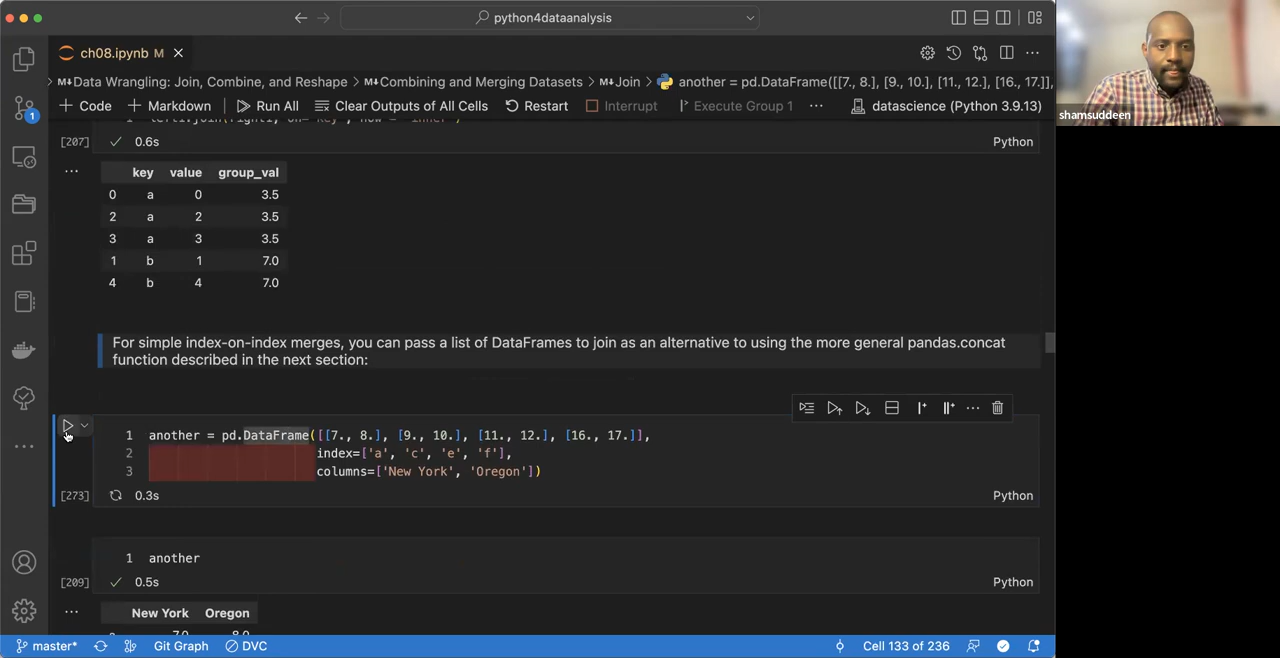 python4dataanalysis
ch08.ipynb M
Data Wrangling: Join, Combine, and Reshape > Combining and Merging Datasets > Join > another = pd.DataFrame([[7., 8.], [9., 10.], [11., 12.], [16., 17.]],
+ Code + Markdown Run All Clear Outputs of All Cells Restart Interrupt Execute Group 1 ... datascience (Python 3.9.13)
shamsuddeen
[207] 0.6s Python
key value group_val
0 a 0 3.5
2 a 2 3.5
3 a 3 3.5
1 b 1 7.0
4 b 4 7.0
For simple index-on-index merges, you can pass a list of DataFrames to join as an alternative to using the more general pandas.concat
function described in the next section:
1 another = pd.DataFrame([[7., 8.], [9., 10.], [11., 12.], [16., 17.]],
2 index=['a', 'c', 'e', 'f'],
3 columns=['New York', 'Oregon'])
[273] 0.3s Python
1 another
[209] 0.5s Python
New York Oregon
master* Git Graph DVC Cell 133 of 236